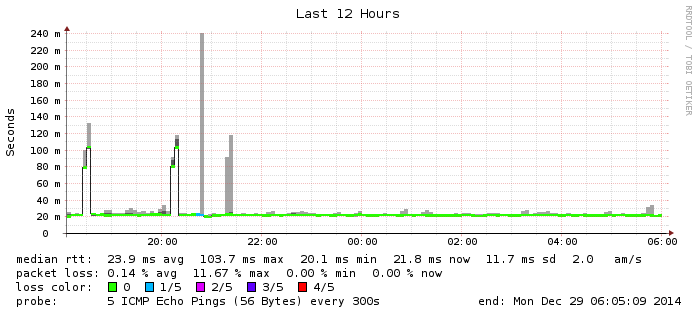 Last 12 Hours
RRDTOOL / TOBI OETIKER
Seconds
240 m
220 m
200 m
180 m
160 m
140 m
120 m
100 m
80 m
60 m
40 m
20 m
0
20:00 22:00 00:00 02:00 04:00 06:00
median rtt: 23.9 ms avg 103.7 ms max 20.1 ms min 21.8 ms now 11.7 ms sd 2.0 am/s
packet loss: 0.14 % avg 11.67 % max 0.00 % min 0.00 % now
loss color: 0 1/5 2/5 3/5 4/5
probe: 5 ICMP Echo Pings (56 Bytes) every 300s end: Mon Dec 29 06:05:09 2014